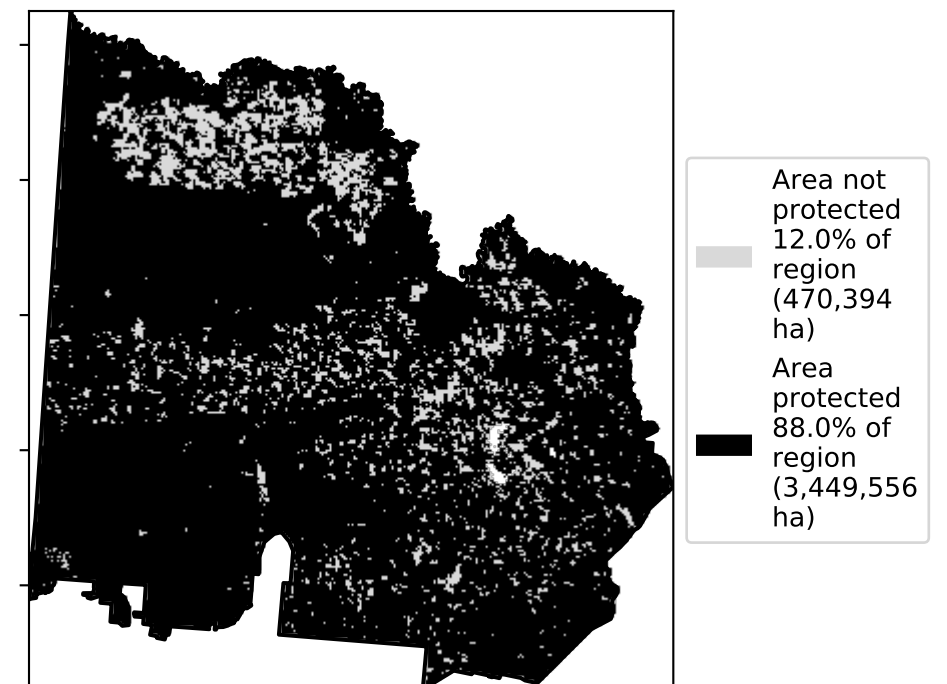 Area not
protected
12.0% of
region
(470,394
ha)
Area
protected
88.0% of
region
(3,449,556
ha)